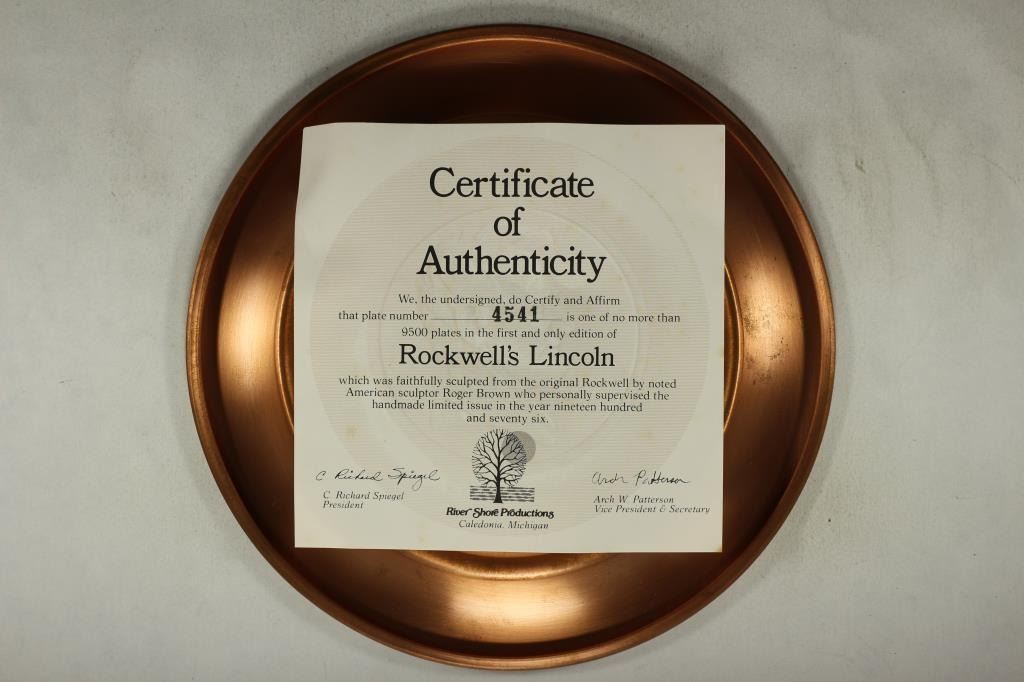 Certificate
of
Authenticity
We, the undersigned, do Certify and Affirm
that plate number 4541 is one of no more than
9500 plates in the first and only edition of
Rockwell's Lincoln
which was faithfully sculpted from the original Rockwell by noted
American sculptor Roger Brown who personally supervised the
handmade limited issue in the year nineteen hundred
and seventy six.
C Richard Spiegel
C. Richard Spiegel
President
River Shore Productions
Caledonia, Michigan
Arch Patterson
Arch W. Patterson
Vice President & Secretary